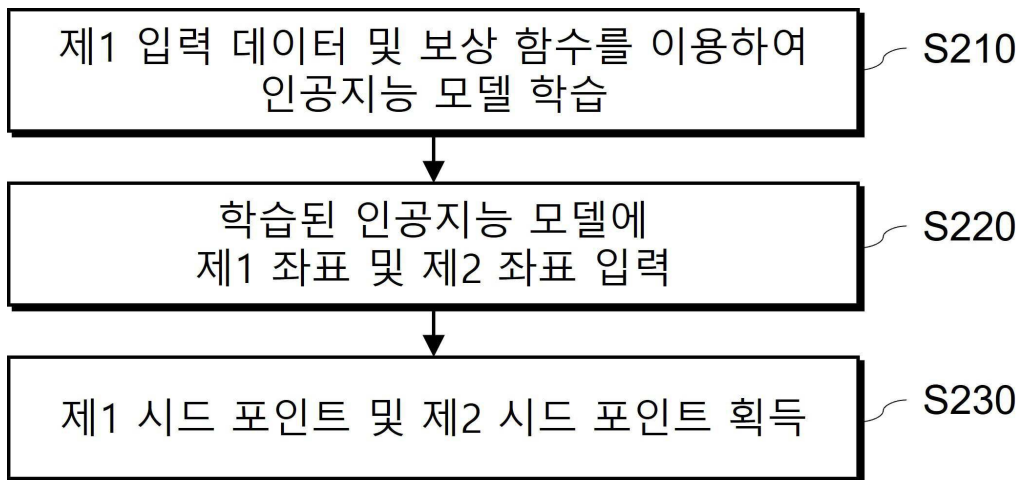 제1 입력 데이터 및 보상 함수를 이용하여
인공지능 모델 학습
S210
학습된 인공지능 모델에
제1 좌표 및 제2 좌표 입력
S220
제1 시드 포인트 및 제2 시드 포인트 획득
S230